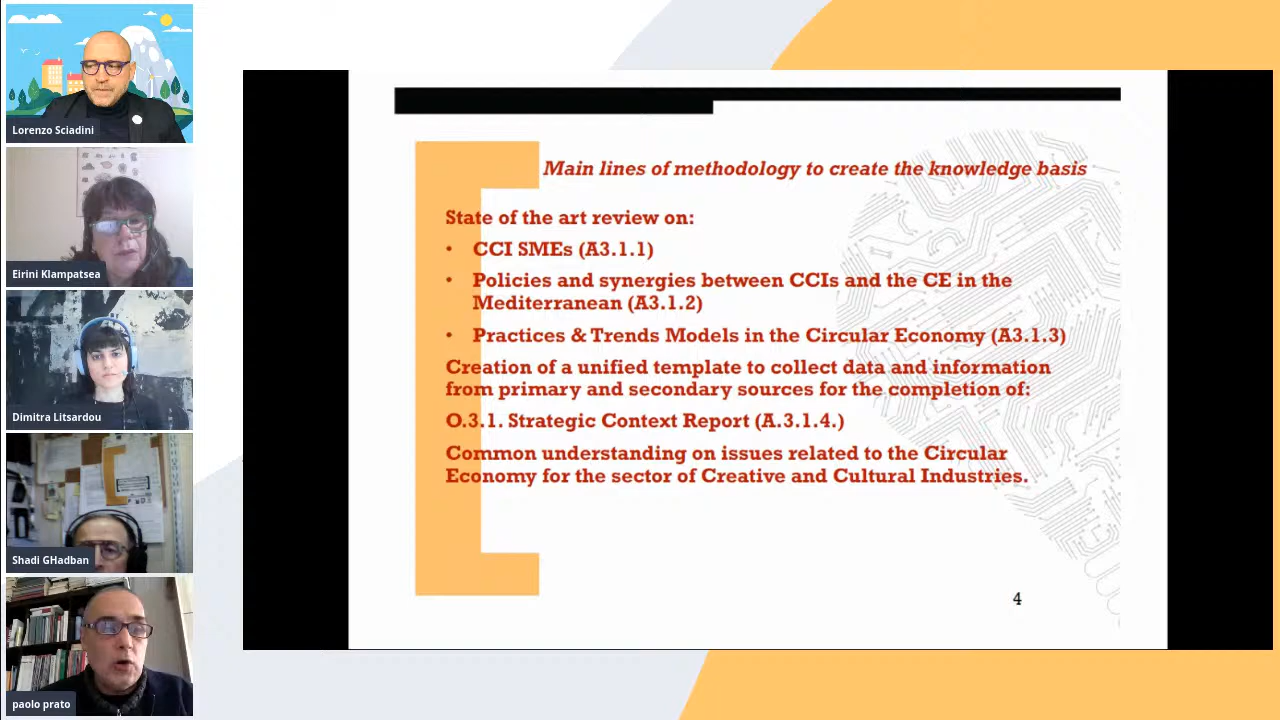 Lorenzo Sciadini
Eirini Klampatsea
Dimitra Litsardou
Shadi GHadban
paolo prato
Main lines of methodology to create the knowledge basis
State of the art review on:
• CCI SMEs (A3.1.1)
• Policies and synergies between CCIs and the CE in the
Mediterranean (A3.1.2)
• Practices & Trends Models in the Circular Economy (A3.1.3)
Creation of a unified template to collect data and information
from primary and secondary sources for the completion of:
O.3.1. Strategic Context Report (A.3.1.4.)
Common understanding on issues related to the Circular
Economy for the sector of Creative and Cultural Industries.
4